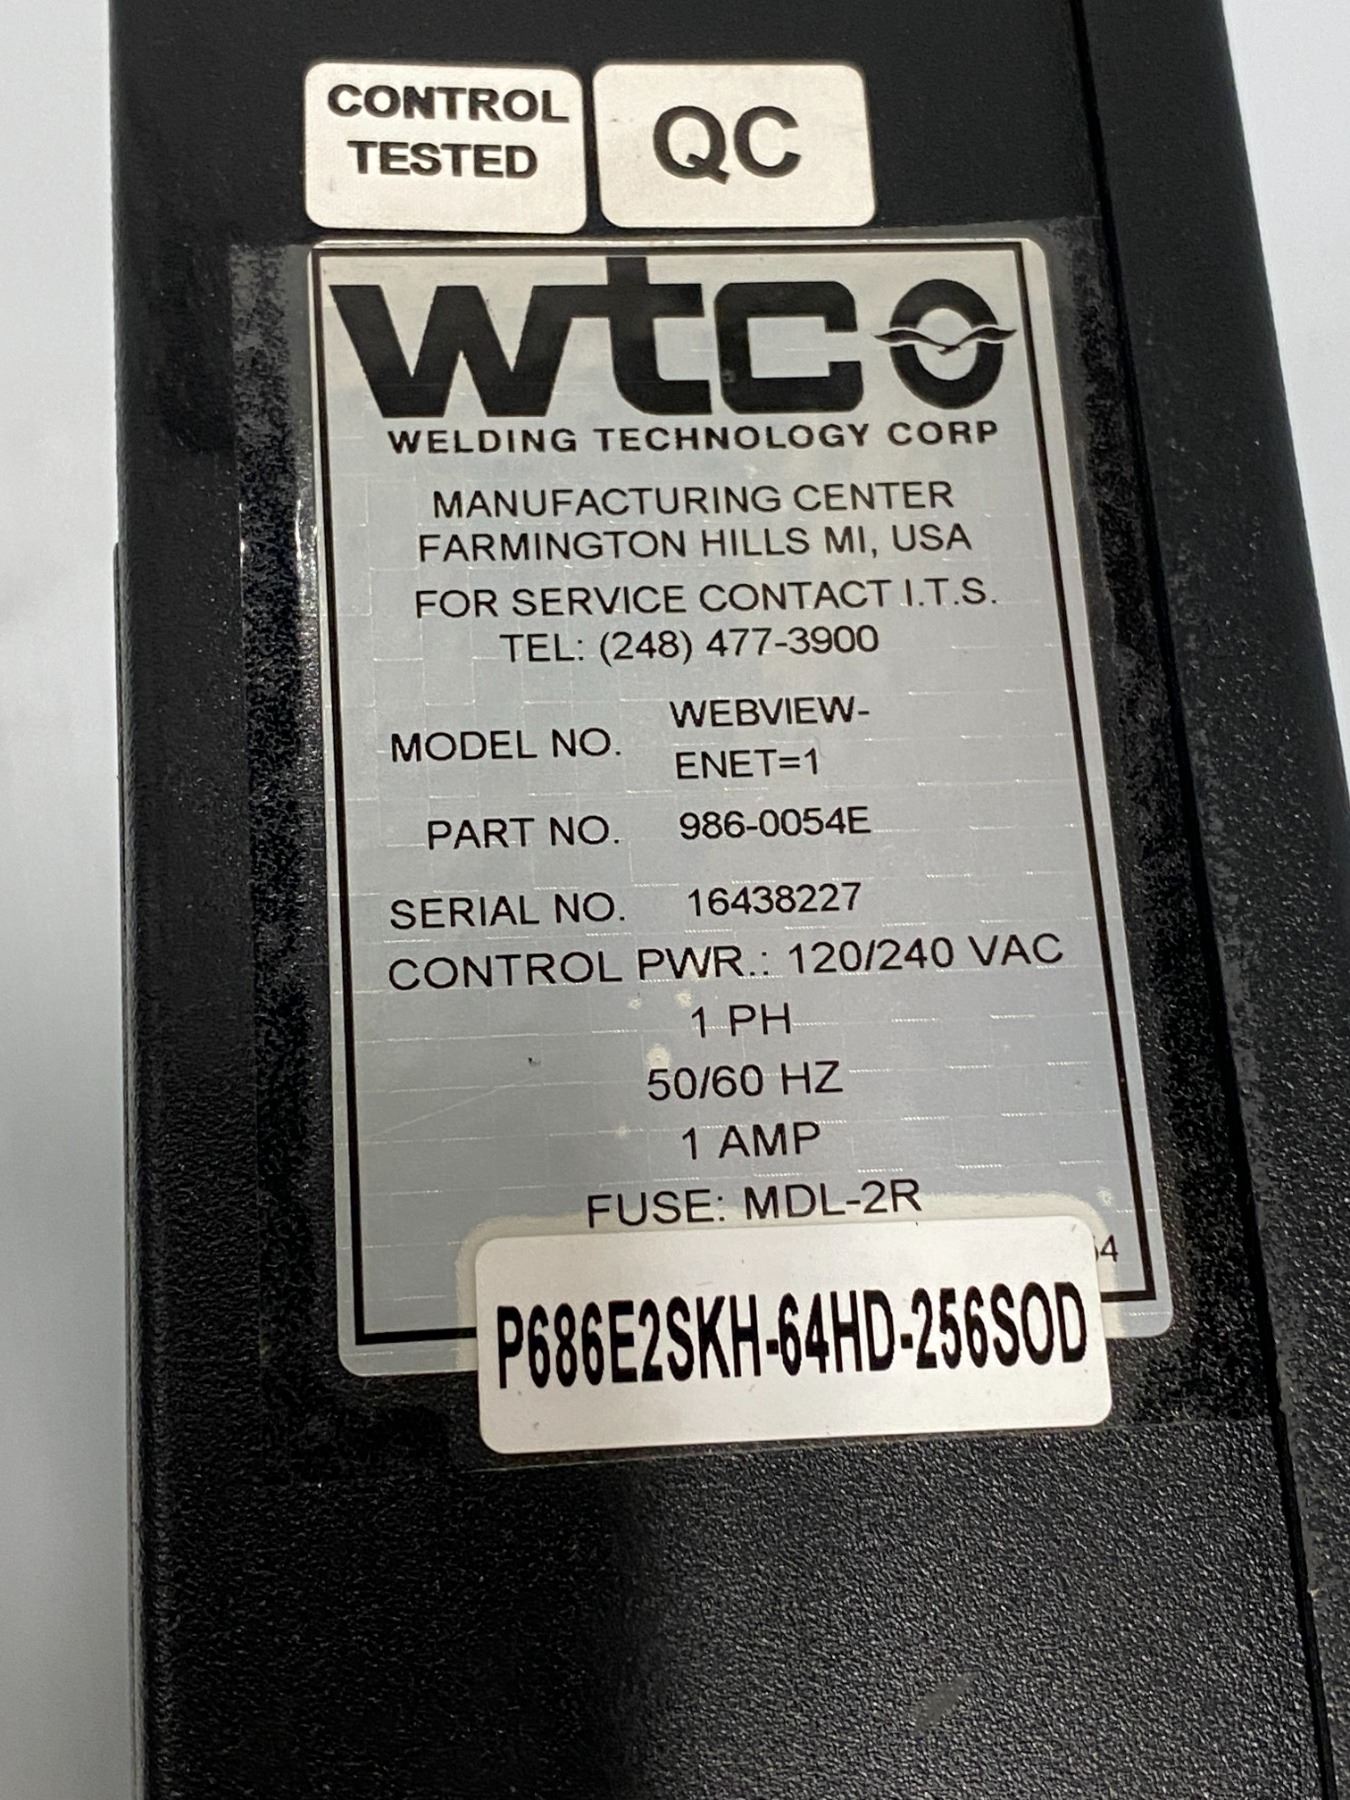 CONTROL
TESTED
QC
wtc
WELDING TECHNOLOGY CORP
MANUFACTURING CENTER
FARMINGTON HILLS MI, USA
FOR SERVICE CONTACT I.T.S.
TEL: (248) 477-3900
MODEL NO. WEBVIEW-
ENET=1
PART NO. 986-0054E
SERIAL NO. 16438227
CONTROL PWR.: 120/240 VAC
1 PH
50/60 HZ
1 AMP
FUSE: MDL-2R
P686E2SKH-64HD-256SOD